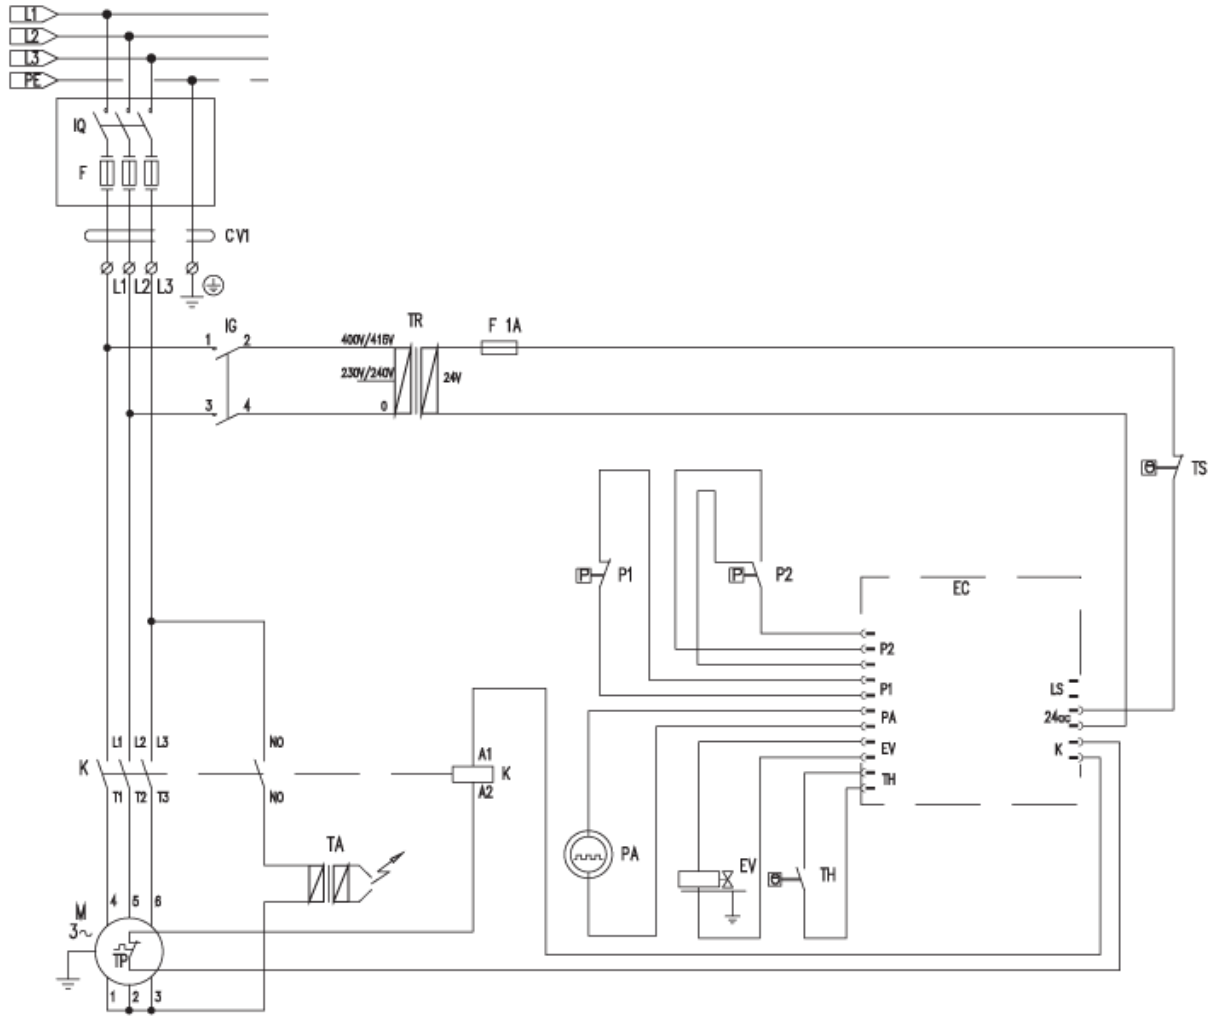 L1
L2
L3
PE
IQ
F
CV1
L1 L2 L3
IG
1 2
3 4
400V/415V
230V/240V
0
TR
24V
F 1A
TS
P1
P2
EC
P2
P1
PA
EV
TH
LS
24ac
K
L1 L2 L3
K
T1 T2 T3
NO
NO
A1
K
A2
TA
PA
EV
TH
4 5 6
M
3~
TP
1 2 3